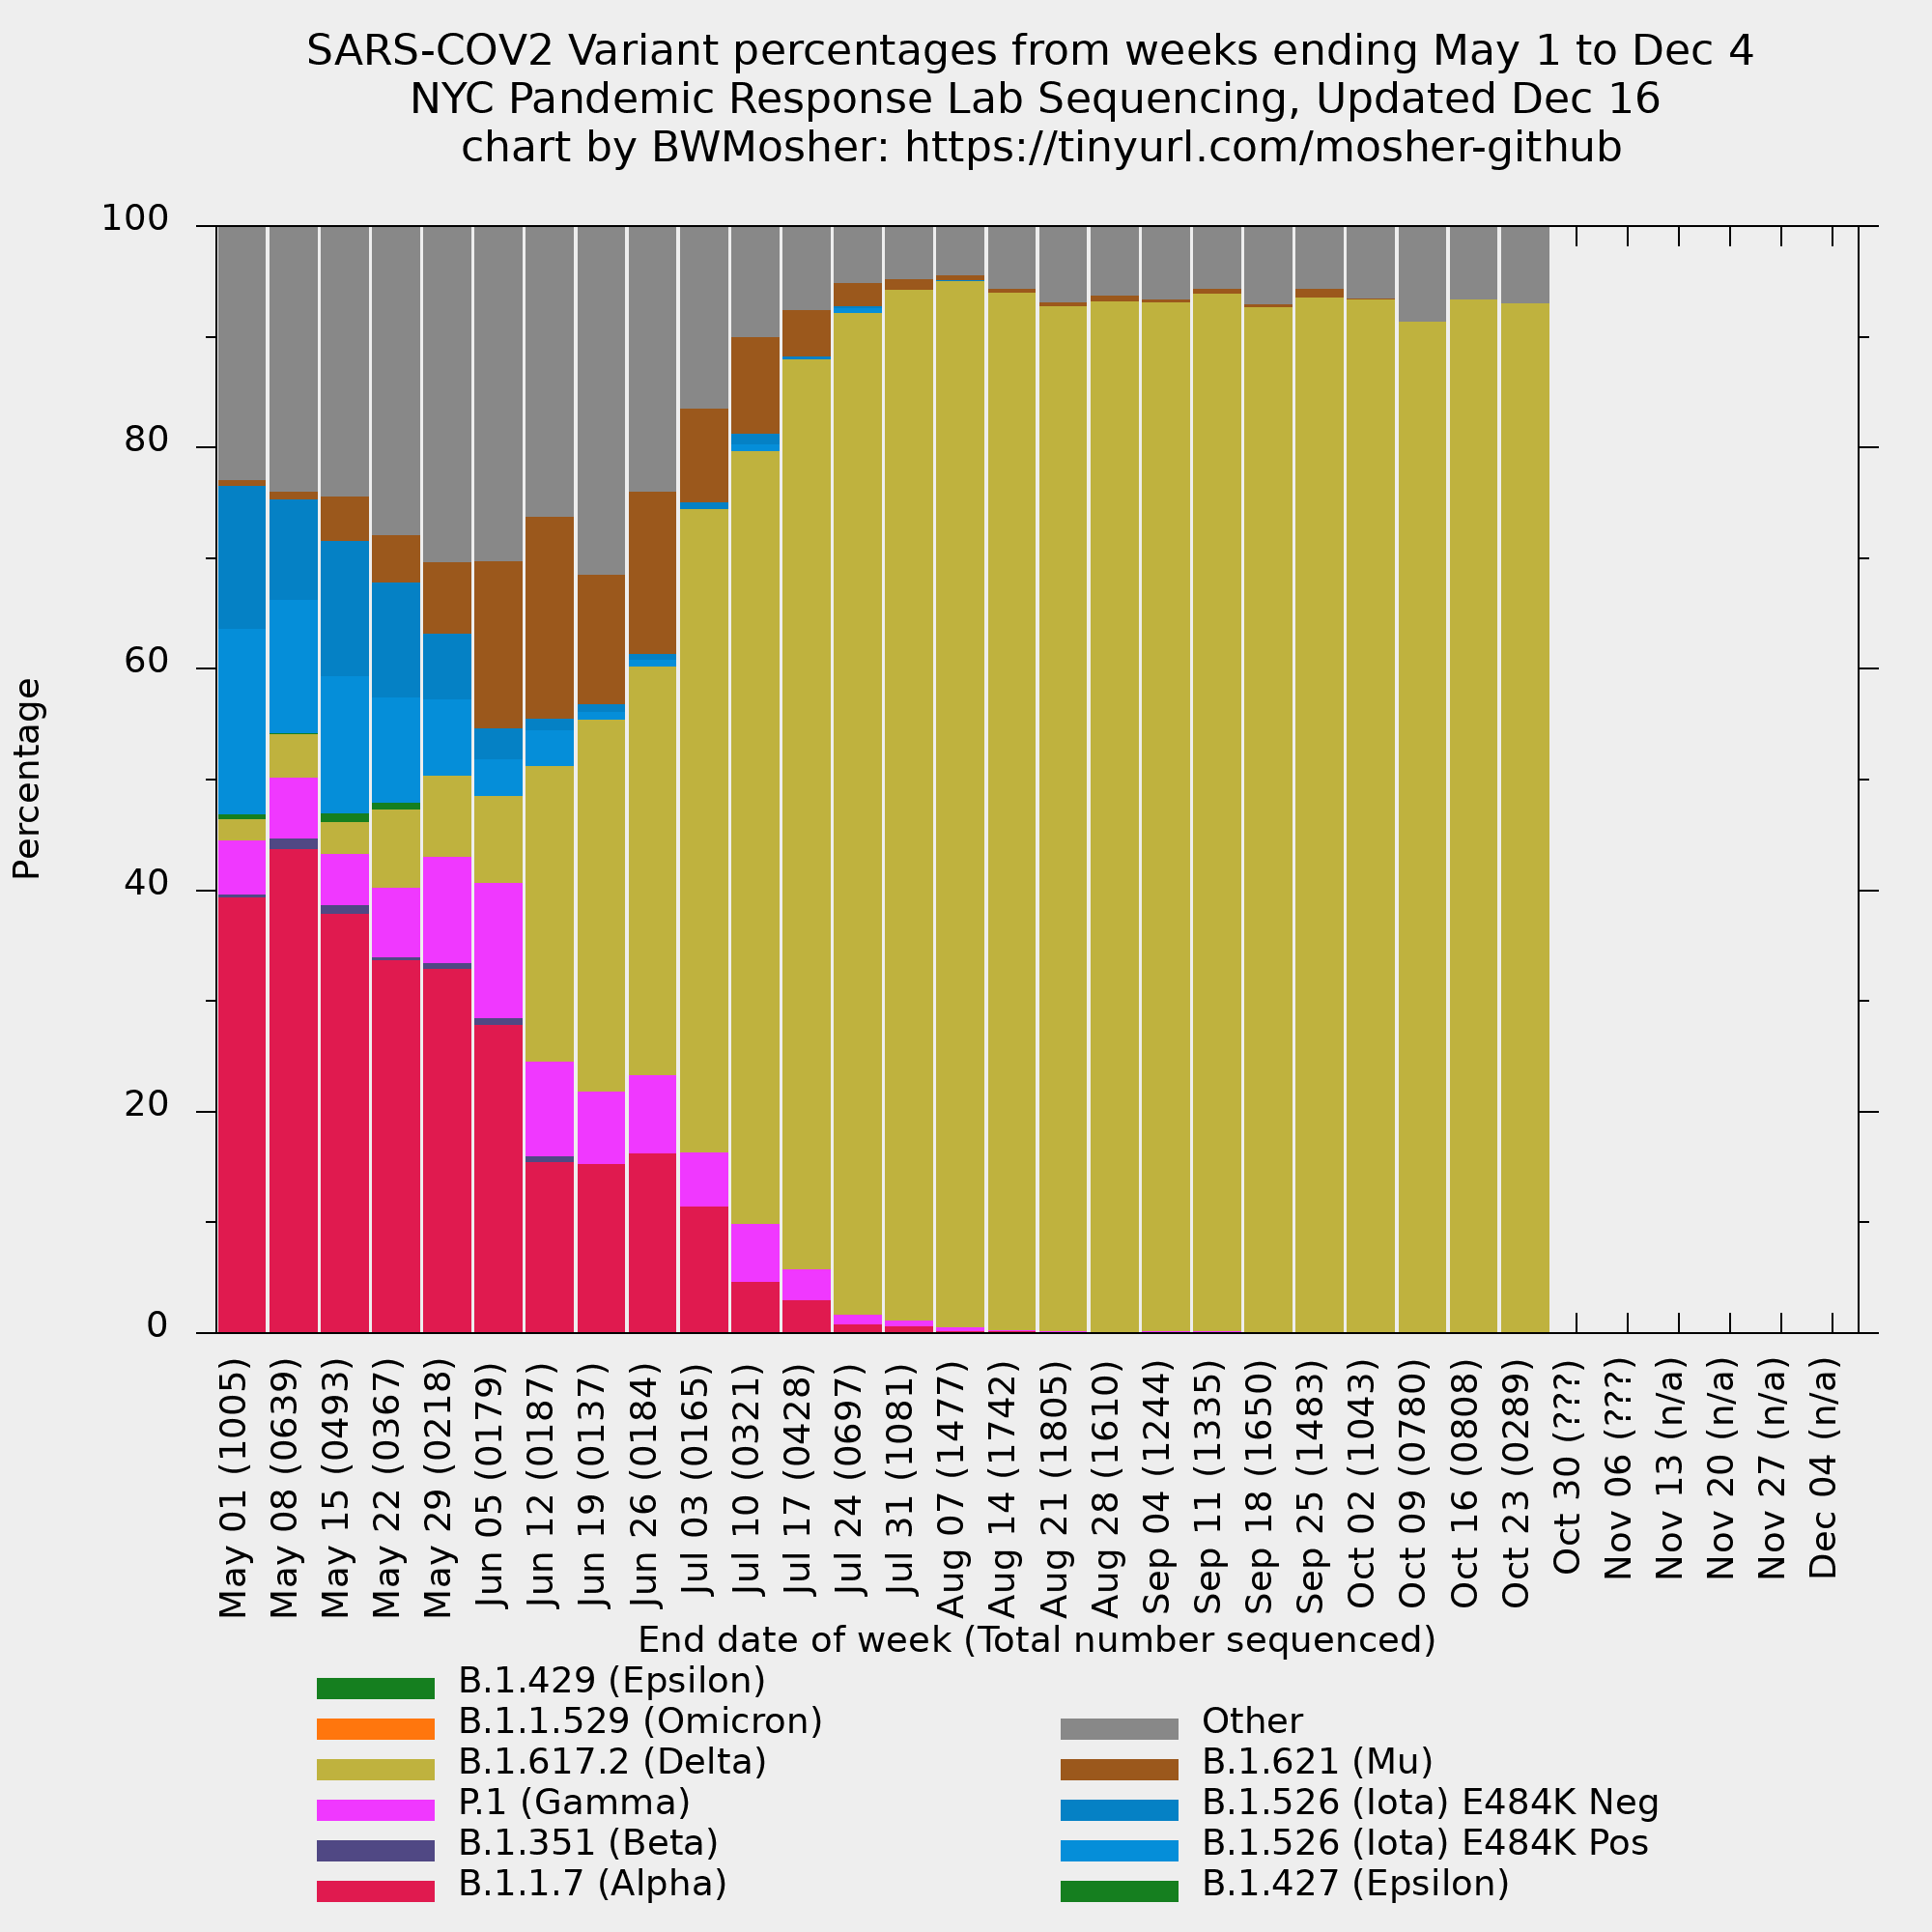 SARS-COV2 Variant percentages from weeks ending May 1 to Dec 4
NYC Pandemic Response Lab Sequencing, Updated Dec 16
chart by BWMosher: https://tinyurl.com/mosher-github
Percentage
100
80
60
40
20
0
May 01 (1005)
May 08 (0639)
May 15 (0493)
May 22 (0367)
May 29 (0218)
Jun 05 (0179)
Jun 12 (0187)
Jun 19 (0137)
Jun 26 (0184)
Jul 03 (0165)
Jul 10 (0321)
Jul 17 (0428)
Jul 24 (0697)
Jul 31 (1081)
Aug 07 (1477)
Aug 14 (1742)
Aug 21 (1805)
Aug 28 (1610)
Sep 04 (1244)
Sep 11 (1335)
Sep 18 (1650)
Sep 25 (1483)
Oct 02 (1043)
Oct 09 (0780)
Oct 16 (0808)
Oct 23 (0289)
Oct 30 (???)
Nov 06 (???)
Nov 13 (n/a)
Nov 20 (n/a)
Nov 27 (n/a)
Dec 04 (n/a)
End date of week (Total number sequenced)
B.1.429 (Epsilon)
B.1.1.529 (Omicron)
B.1.617.2 (Delta)
P.1 (Gamma)
B.1.351 (Beta)
B.1.1.7 (Alpha)
Other
B.1.621 (Mu)
B.1.526 (Iota) E484K Neg
B.1.526 (Iota) E484K Pos
B.1.427 (Epsilon)